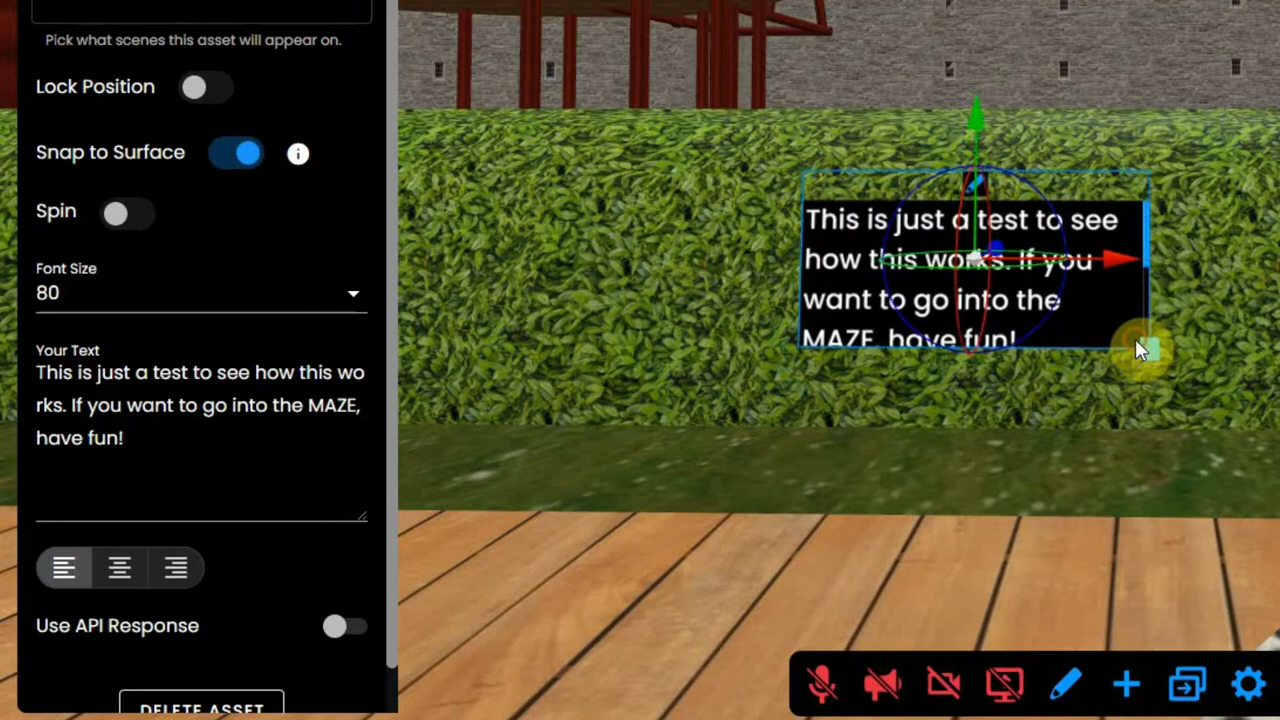 Pick what scenes this asset will appear on.
Lock Position
Snap to Surface
Spin
Font Size
80
Your Text
This is just a test to see how this wo
rks. If you want to go into the MAZE,
have fun!
Use API Response
DELETE ASSET
This is just a test to see
how this works. If you
want to go into the
MAZE, have fun!